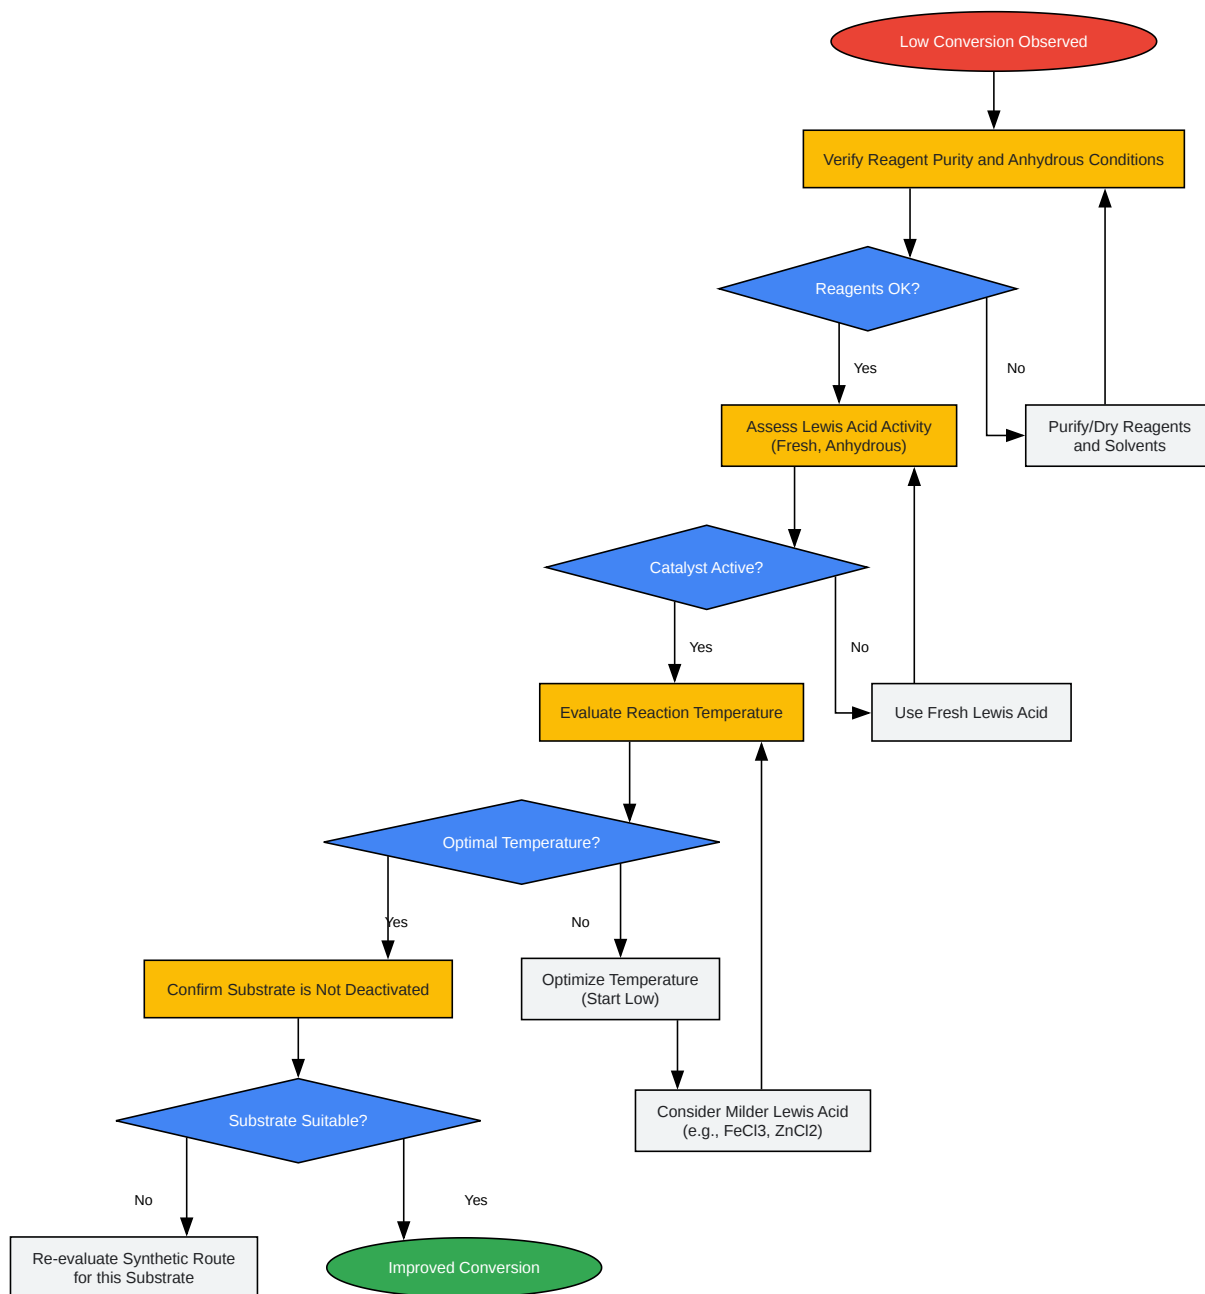 Low Conversion Observed
Verify Reagent Purity and Anhydrous Conditions
Reagents OK?
Yes
No
Assess Lewis Acid Activity
(Fresh, Anhydrous)
Purify/Dry Reagents
and Solvents
Catalyst Active?
Yes
No
Evaluate Reaction Temperature
Use Fresh Lewis Acid
Optimal Temperature?
Yes
No
Confirm Substrate is Not Deactivated
Optimize Temperature
(Start Low)
Substrate Suitable?
Consider Milder Lewis Acid
(e.g., FeCl3, ZnCl2)
No
Yes
Re-evaluate Synthetic Route
for this Substrate
Improved Conversion